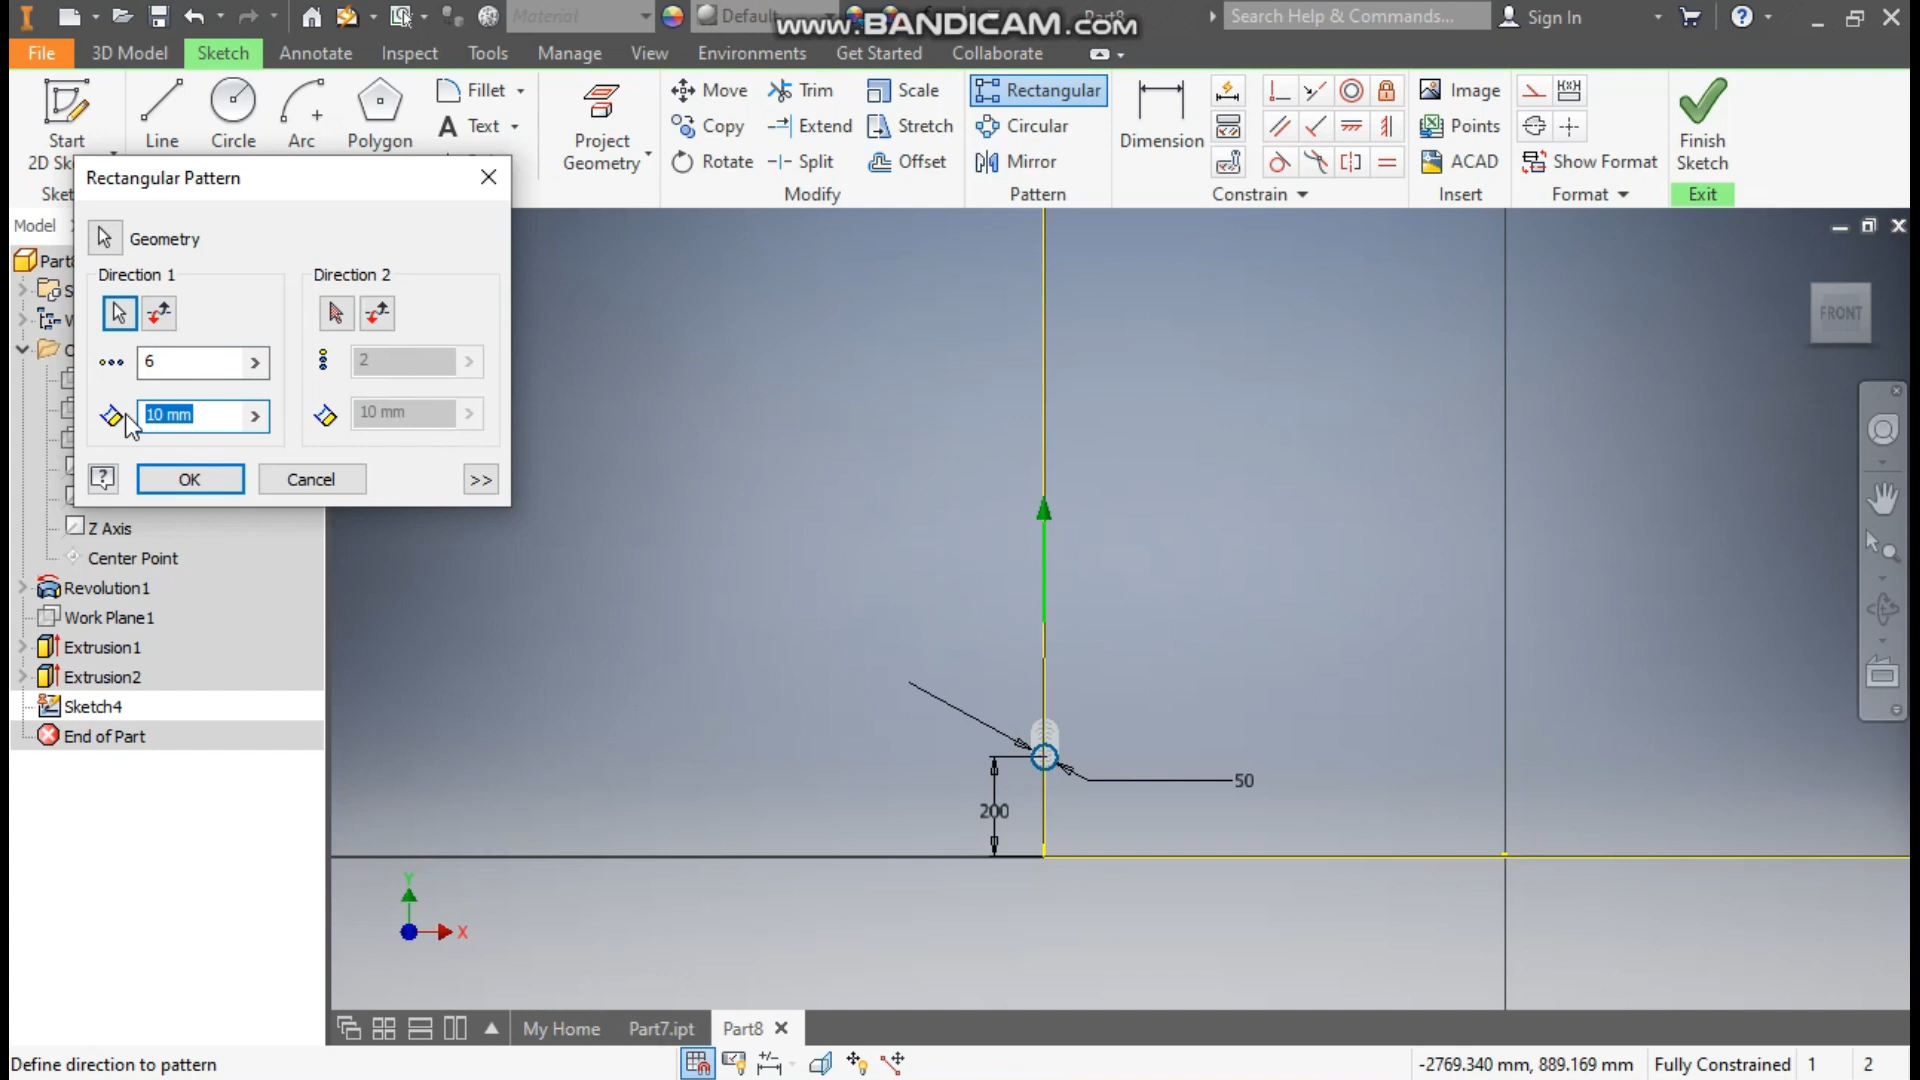 Material
Default
www.BANDICAM.com
Search Help & Commands...
Sign In
File
3D Model
Sketch
Annotate
Inspect
Tools
Manage
View
Environments
Get Started
Collaborate
Start
2D Sk
Line
Circle
Arc
Polygon
Fillet
Text
Project
Geometry
Move
Copy
Rotate
Trim
Extend
Split
Scale
Stretch
Offset
Modify
Rectangular
Circular
Mirror
Pattern
Dimension
Constrain
Image
Points
ACAD
Insert
Show Format
Format
Finish
Sketch
Exit
Sket
Model
Rectangular Pattern
Geometry
Direction 1
Direction 2
6
2
10 mm
10 mm
OK
Cancel
>>
Z Axis
Center Point
Revolution1
Work Plane1
Extrusion1
Extrusion2
Sketch4
End of Part
FRONT
50
200
Y
X
My Home
Part7.ipt
Part8
Define direction to pattern
-2769.340 mm, 889.169 mm
Fully Constrained
1
2